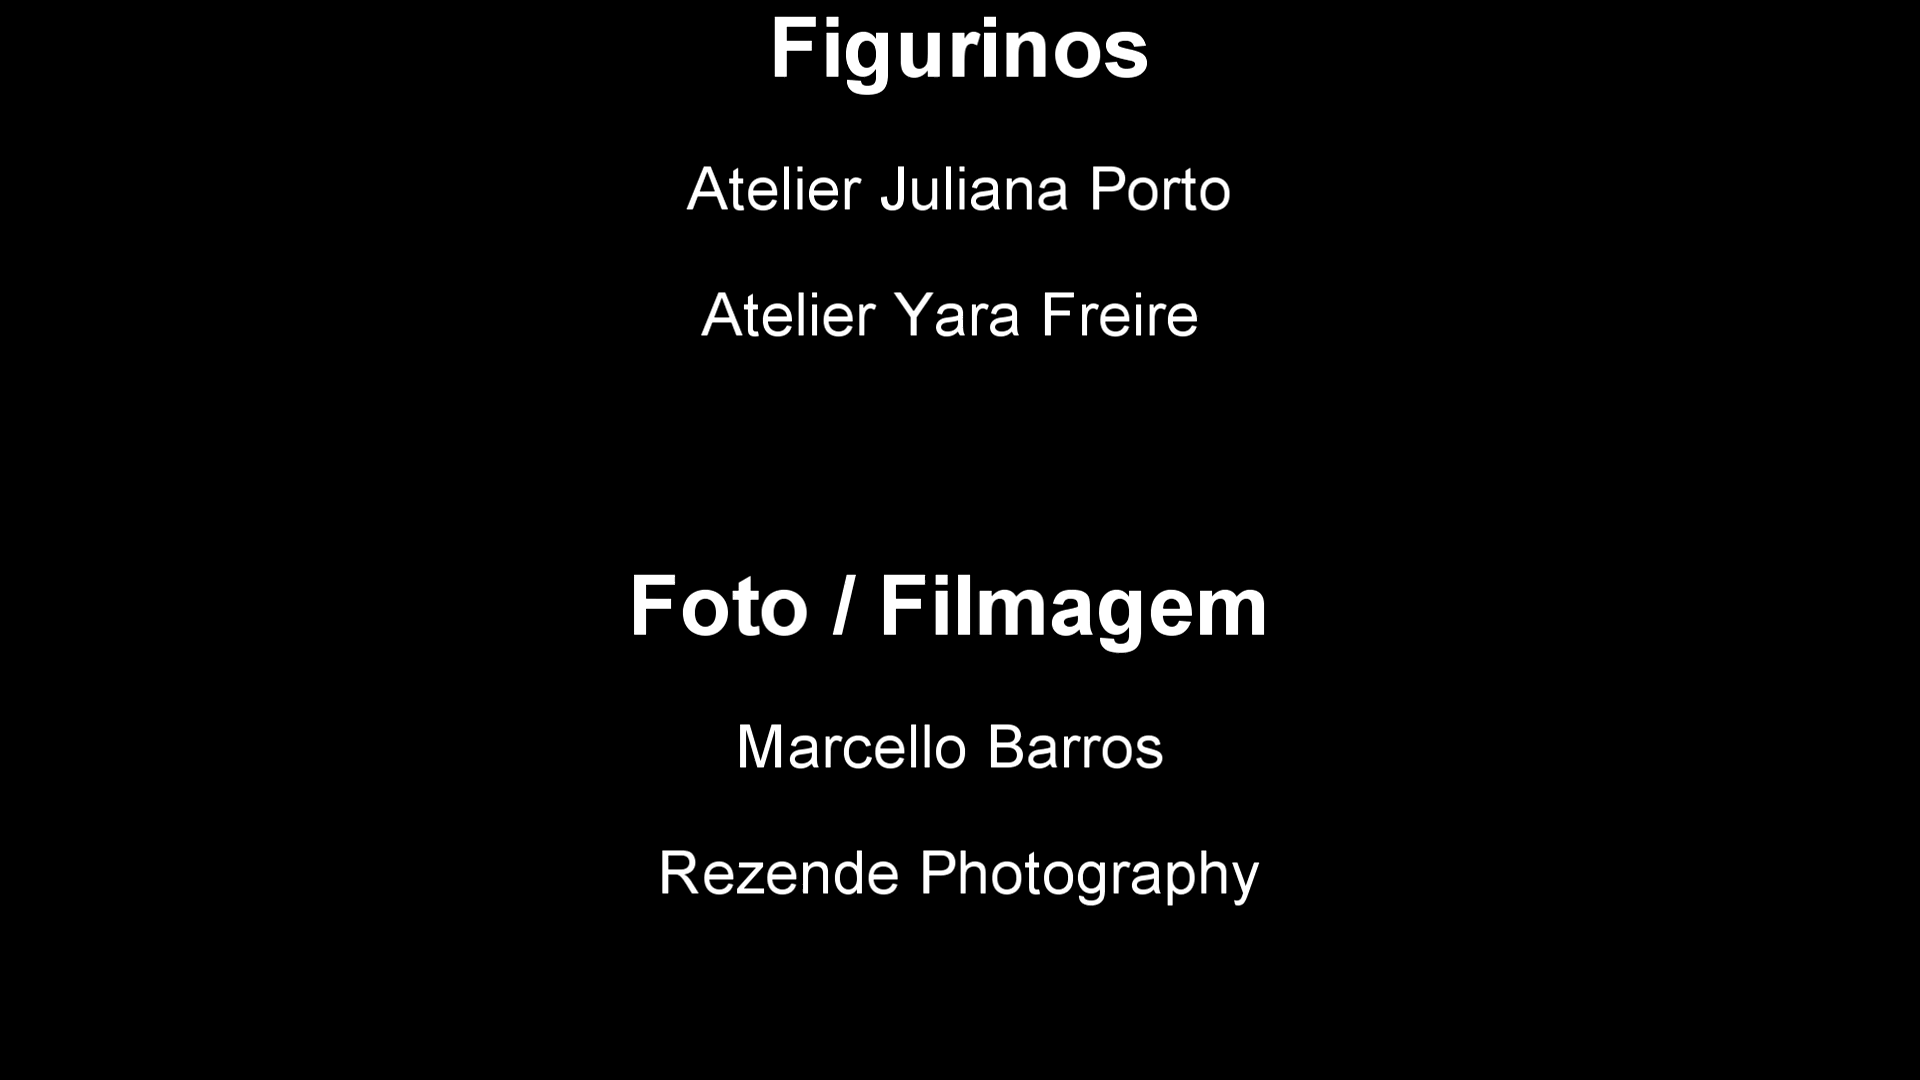 Figurinos
Atelier Juliana Porto
Atelier Yara Freire
Foto / Filmagem
Marcello Barros
Rezende Photography